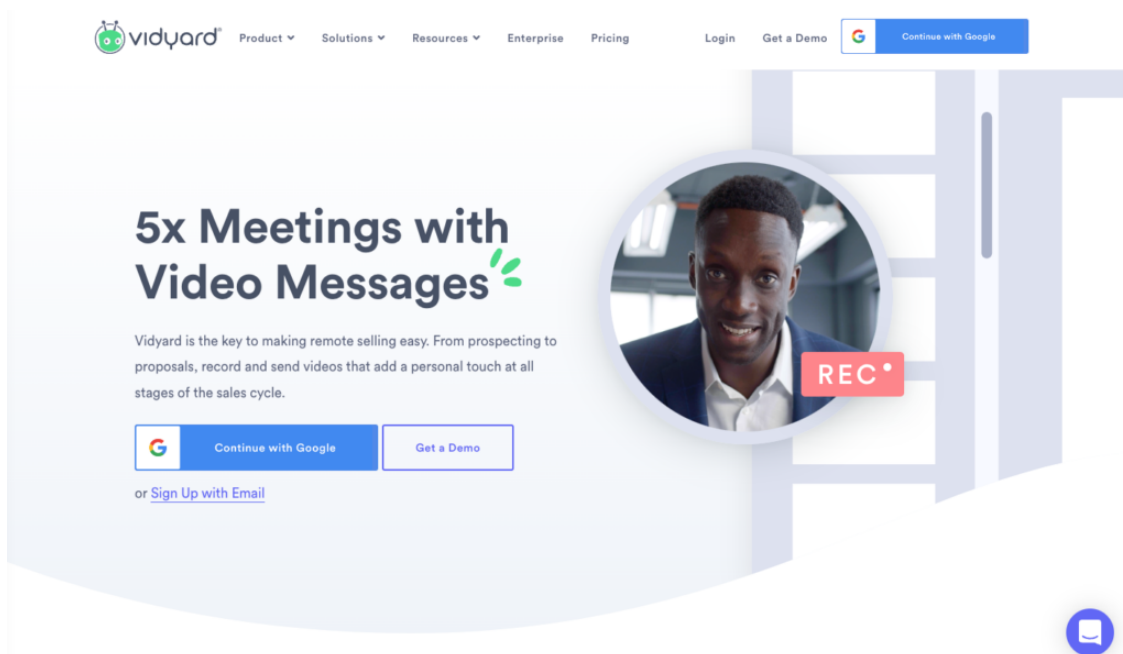 vidyard®
Product
Solutions
Resources
Enterprise
Pricing
Login
Get a Demo
Continue with Google
5x Meetings with
Video Messages
Vidyard is the key to making remote selling easy. From prospecting to
proposals, record and send videos that add a personal touch at all
stages of the sales cycle.
Continue with Google
Get a Demo
or Sign Up with Email
REC